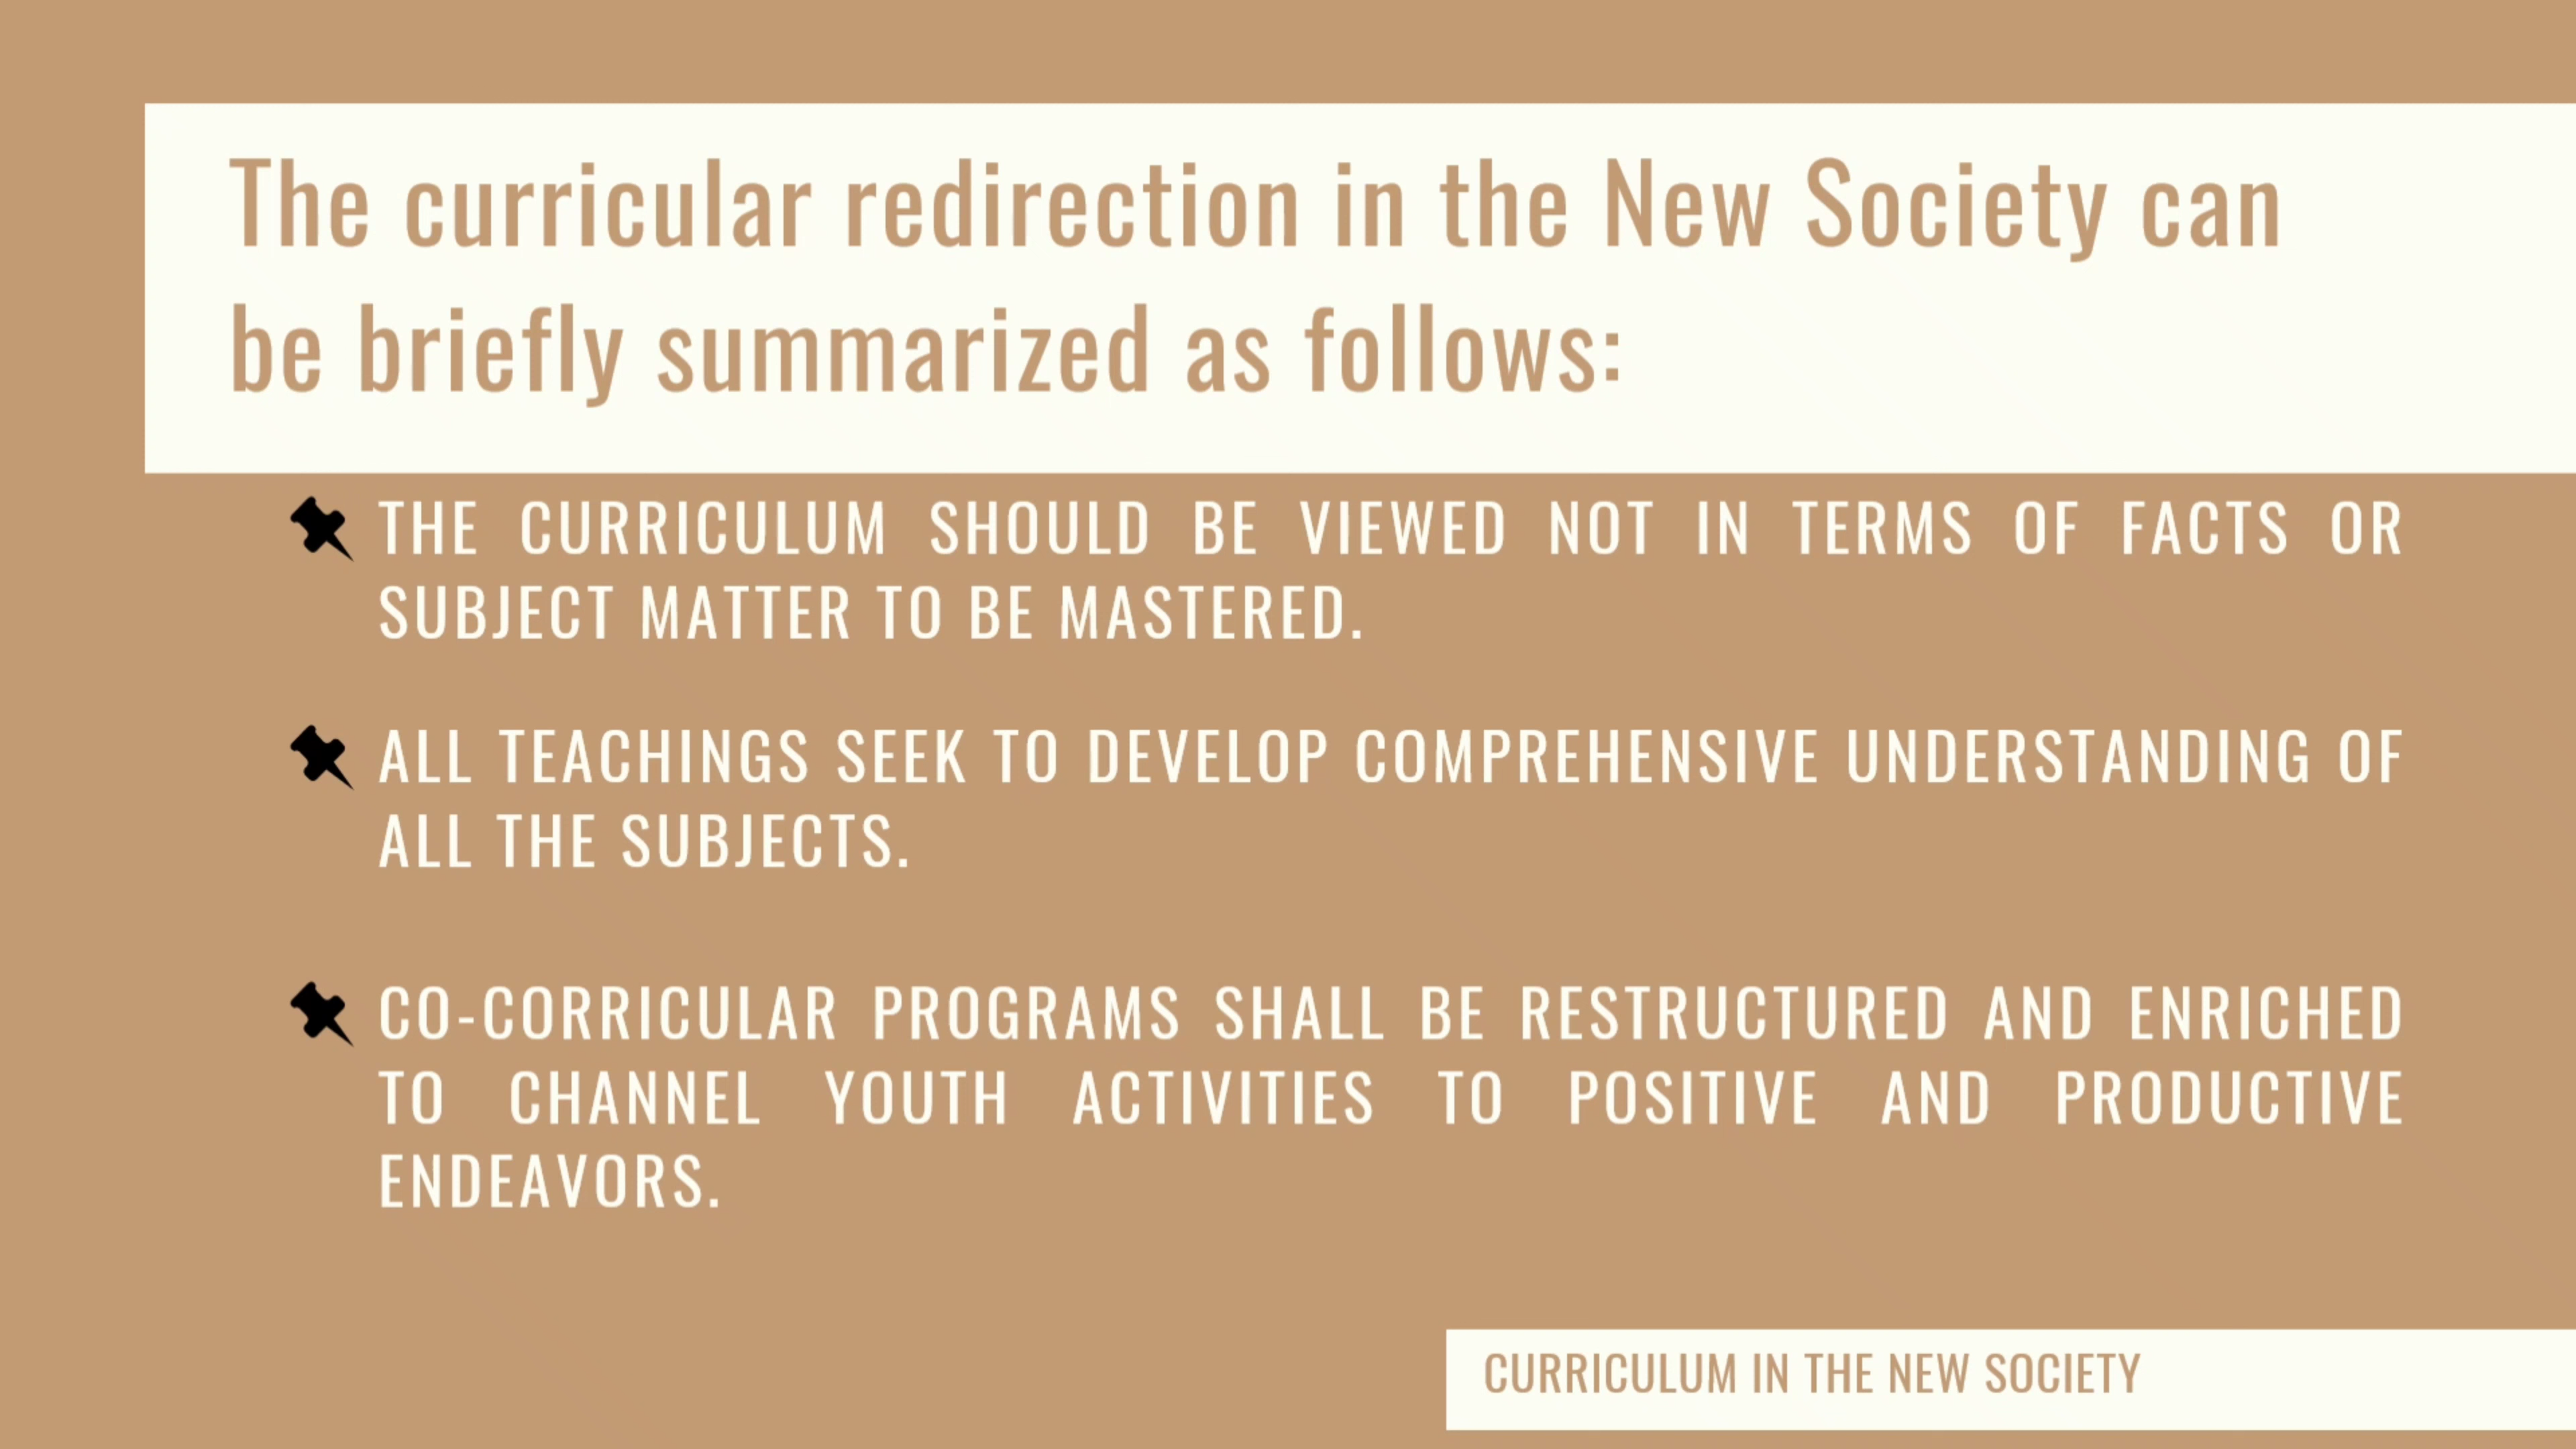 The curricular redirection in the New Society can
be briefly summarized as follows:
THE CURRICULUM SHOULD BE VIEWED NOT IN TERMS OF FACTS OR
SUBJECT MATTER TO BE MASTERED.
ALL TEACHINGS SEEK TO DEVELOP COMPREHENSIVE UNDERSTANDING OF
ALL THE SUBJECTS.
CO-CORRICULAR PROGRAMS SHALL BE RESTRUCTURED AND ENRICHED
TO CHANNEL YOUTH ACTIVITIES TO POSITIVE AND PRODUCTIVE
ENDEAVORS.
CURRICULUM IN THE NEW SOCIETY